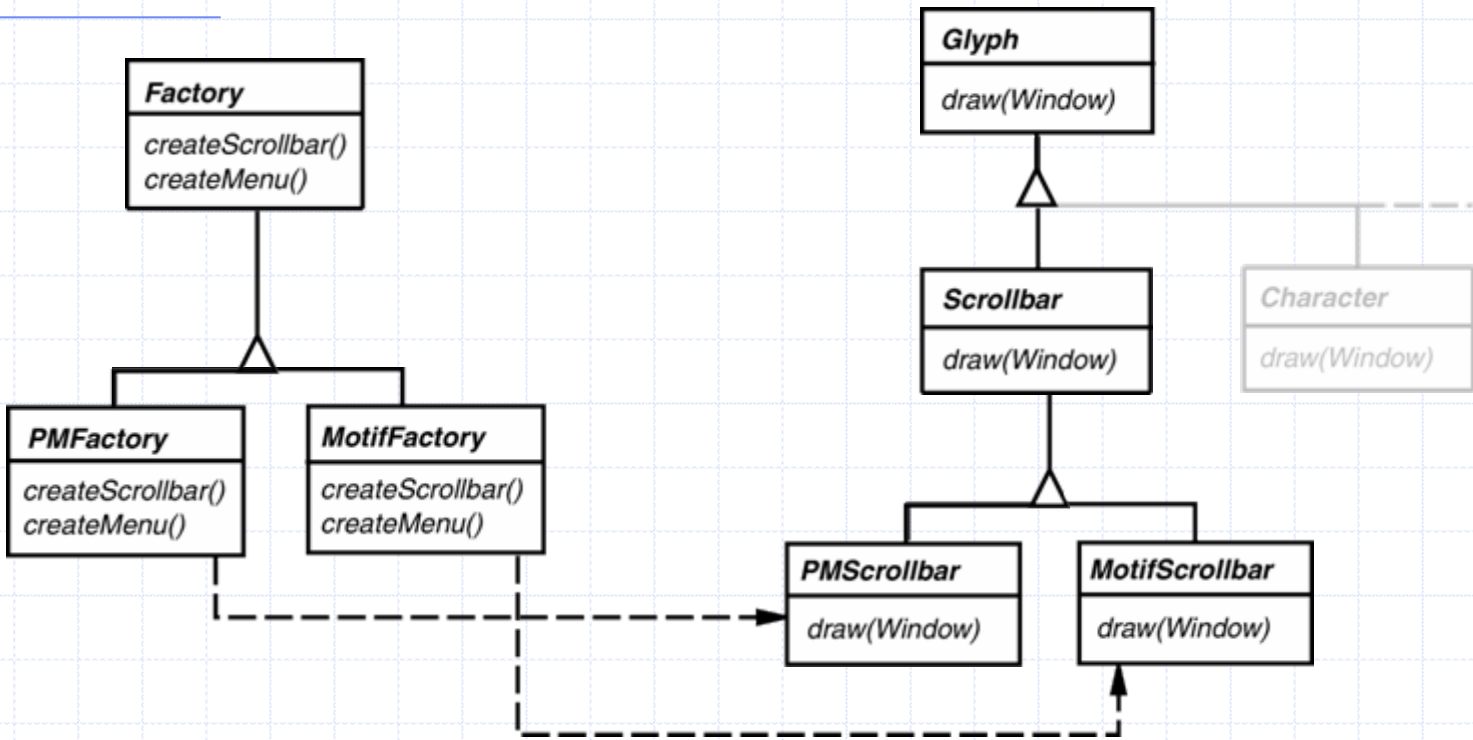 Factory
createScrollbar()
createMenu()
PMFactory
createScrollbar()
createMenu()
MotifFactory
createScrollbar()
createMenu()
Glyph
draw(Window)
Scrollbar
draw(Window)
Character
draw(Window)
PMScrollbar
draw(Window)
MotifScrollbar
draw(Window)